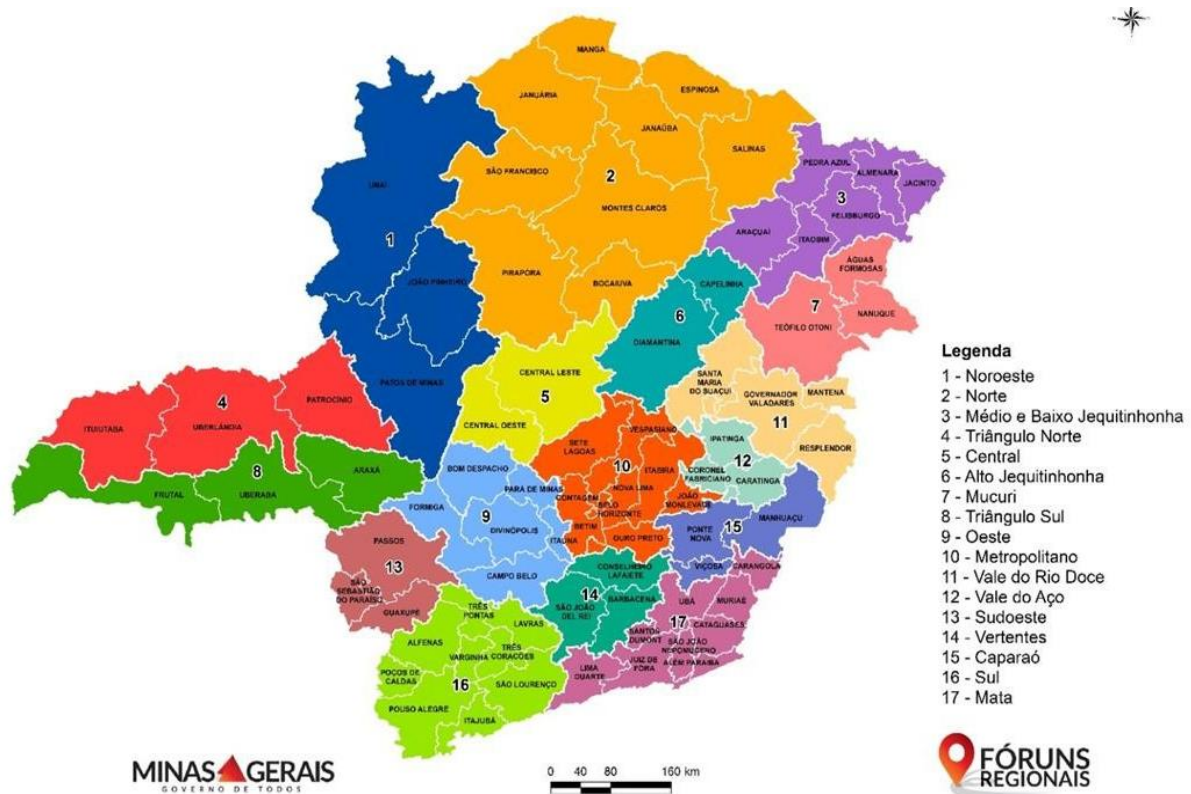 MANGA
ESPINOSA
JANUÁRIA
JANAÚBA
SALINAS
PEDRA AZUL
ALMENARA
JACINTO
UNAÍ
SÃO FRANCISCO
2
MONTES CLAROS
3
FELISBURGO
ARAÇUAÍ
ITAOBIM
1
JOÃO PINHEIRO
PIRAPORA
BOCAIUVA
CAPELINHA
ÁGUAS
FORMOSAS
7
TEÓFILO OTONI
NANUQUE
6
DIAMANTINA
PATOS DE MINAS
CENTRAL LESTE
5
CENTRAL OESTE
SANTA
MARIA
DO SUAÇUÍ
GOVERNADOR
VALADARES
MANTENA
11
RESPLENDOR
ITUIUTABA
4
UBERLÂNDIA
PATROCÍNIO
8
FRUTAL
UBERABA
ARAXÁ
SETE
LAGOAS
VESPASIANO
10
ITABIRA
NOVA LIMA
CONTAGEM
BELO
HORIZONTE
BETIM
OURO PRETO
JOÃO
MONLEVADE
IPATINGA
12
CORONEL
FABRICIANO
CARATINGA
BOM DESPACHO
PARÁ DE MINAS
FORMIGA
9
DIVINÓPOLIS
ITAÚNA
CAMPO BELO
15
PONTE
NOVA
MANHUAÇU
VIÇOSA
CARANGOLA
PASSOS
13
SÃO
SEBASTIÃO
DO PARAÍSO
GUAXUPÉ
CONSELHEIRO
LAFAIETE
14
SÃO JOÃO
DEL REI
BARBACENA
UBÁ
MURIAÉ
17
CATAGUASES
SANTOS
DUMONT
SÃO JOÃO
NEPOMUCENO
JUIZ DE
FORA
ALÉM PARAÍBA
LIMA
DUARTE
TRÊS
PONTAS
LAVRAS
ALFENAS
VARGINHA
TRÊS
CORAÇÕES
POÇOS DE
CALDAS
16
SÃO LOURENÇO
POUSO ALEGRE
ITAJUBÁ
Legenda
1 - Noroeste
2 - Norte
3 - Médio e Baixo Jequitinhonha
4 - Triângulo Norte
5 - Central
6 - Alto Jequitinhonha
7 - Mucuri
8 - Triângulo Sul
9 - Oeste
10 - Metropolitano
11 - Vale do Rio Doce
12 - Vale do Aço
13 - Sudoeste
14 - Vertentes
15 - Caparaó
16 - Sul
17 - Mata
MINAS GERAIS
GOVERNO DE TODOS
0 40 80 160 km
FÓRUNS
REGIONAIS